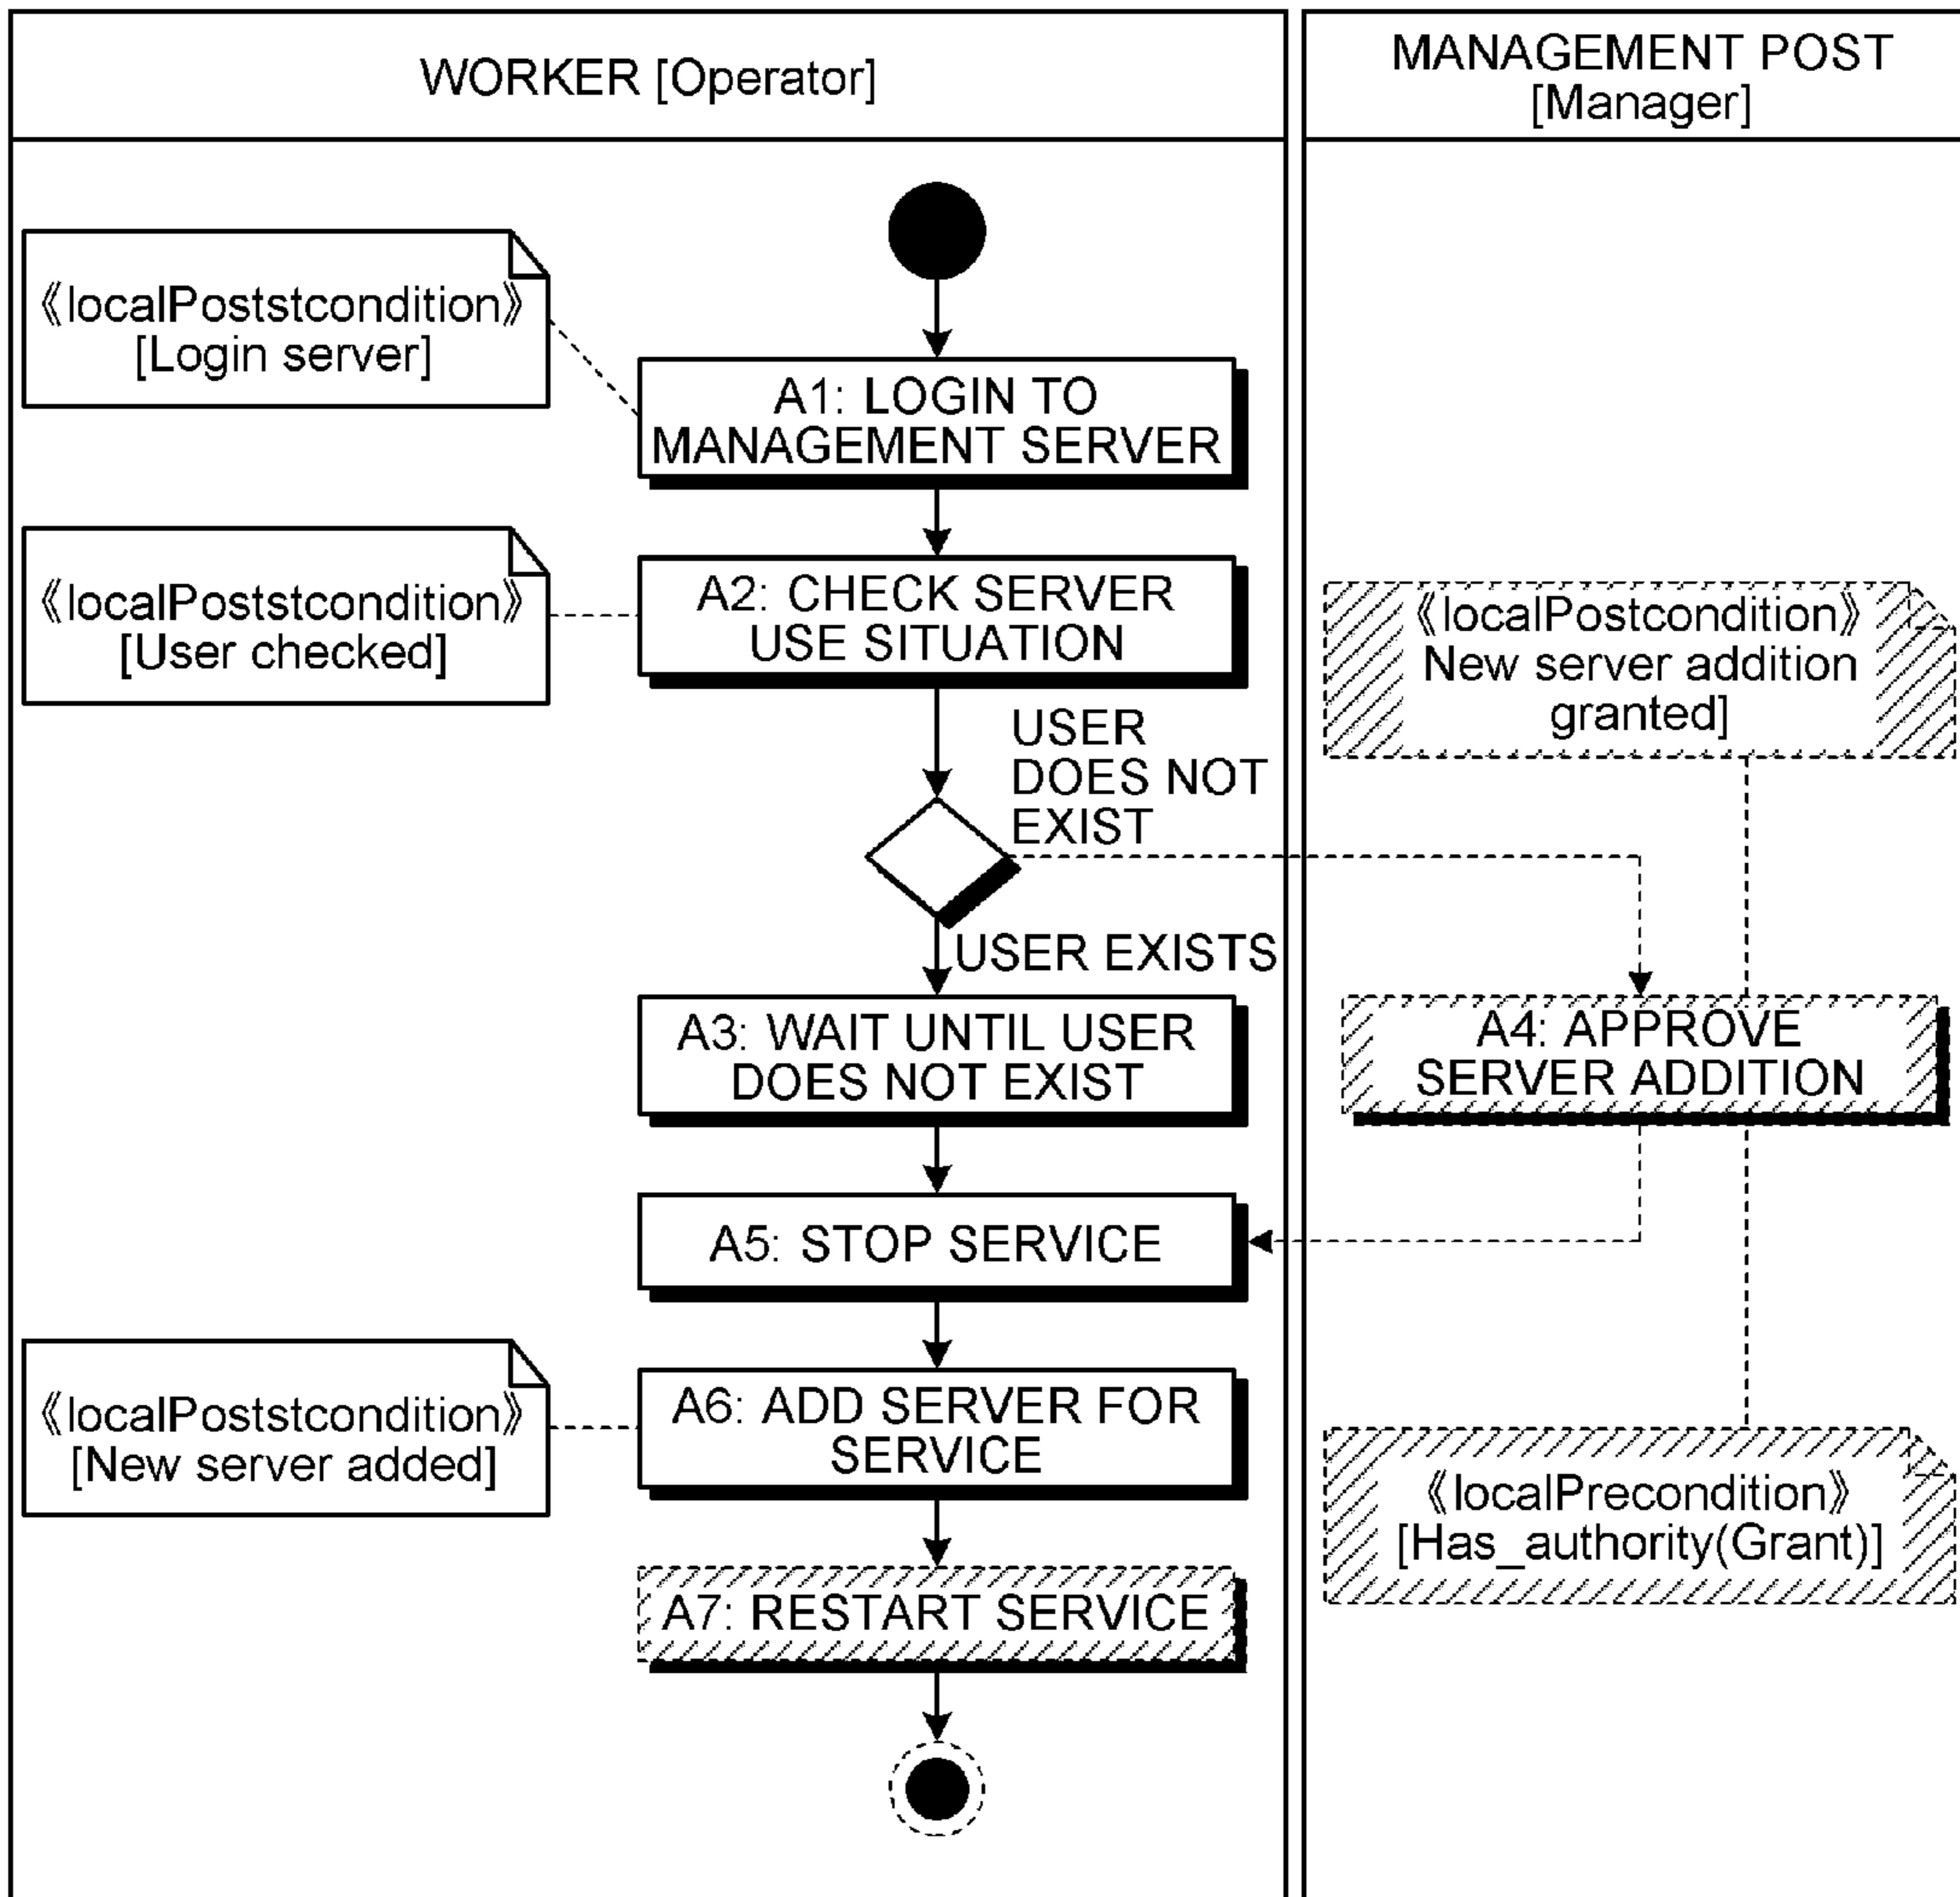 WORKER [Operator]
MANAGEMENT POST
[Manager]
《localPoststcondition》
[Login server]
A1: LOGIN TO
MANAGEMENT SERVER
《localPoststcondition》
[User checked]
A2: CHECK SERVER
USE SITUATION
《localPostcondition》
New server addition
granted]
USER
DOES NOT
EXIST
USER EXISTS
A3: WAIT UNTIL USER
DOES NOT EXIST
A4: APPROVE
SERVER ADDITION
A5: STOP SERVICE
《localPoststcondition》
[New server added]
A6: ADD SERVER FOR
SERVICE
《localPrecondition》
[Has_authority(Grant)]
A7: RESTART SERVICE